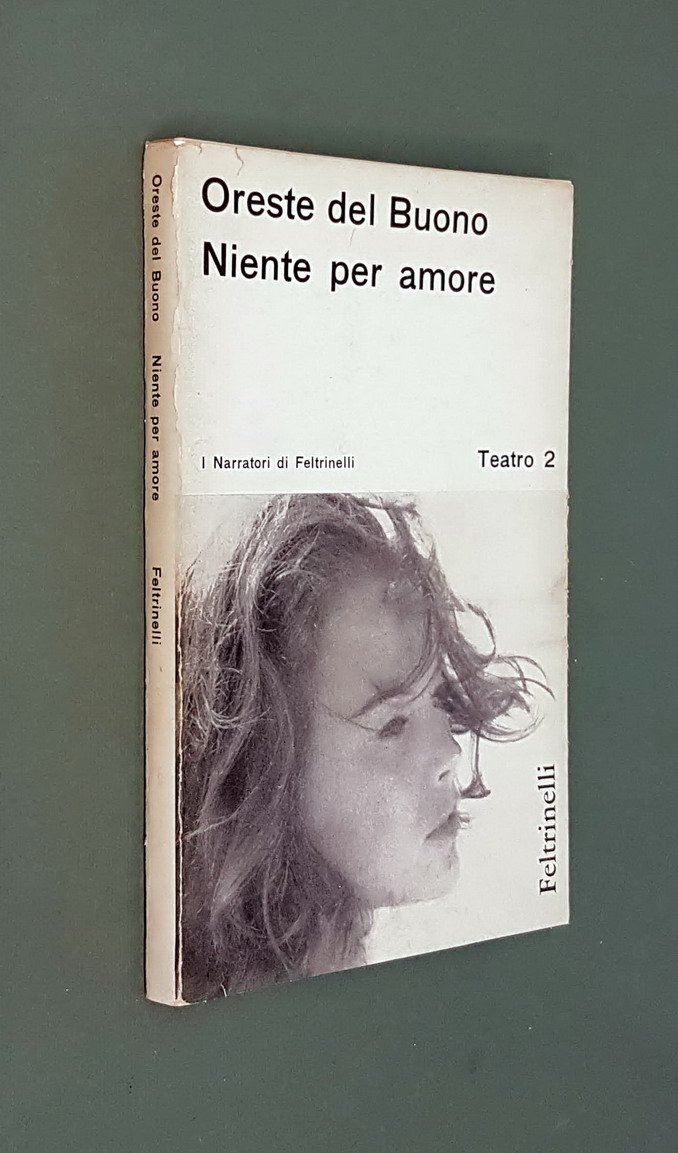 Oreste del Buono
Niente per amore
I Narratori di Feltrinelli
Teatro 2
Feltrinelli
Oreste del Buono Niente per amore Feltrinelli